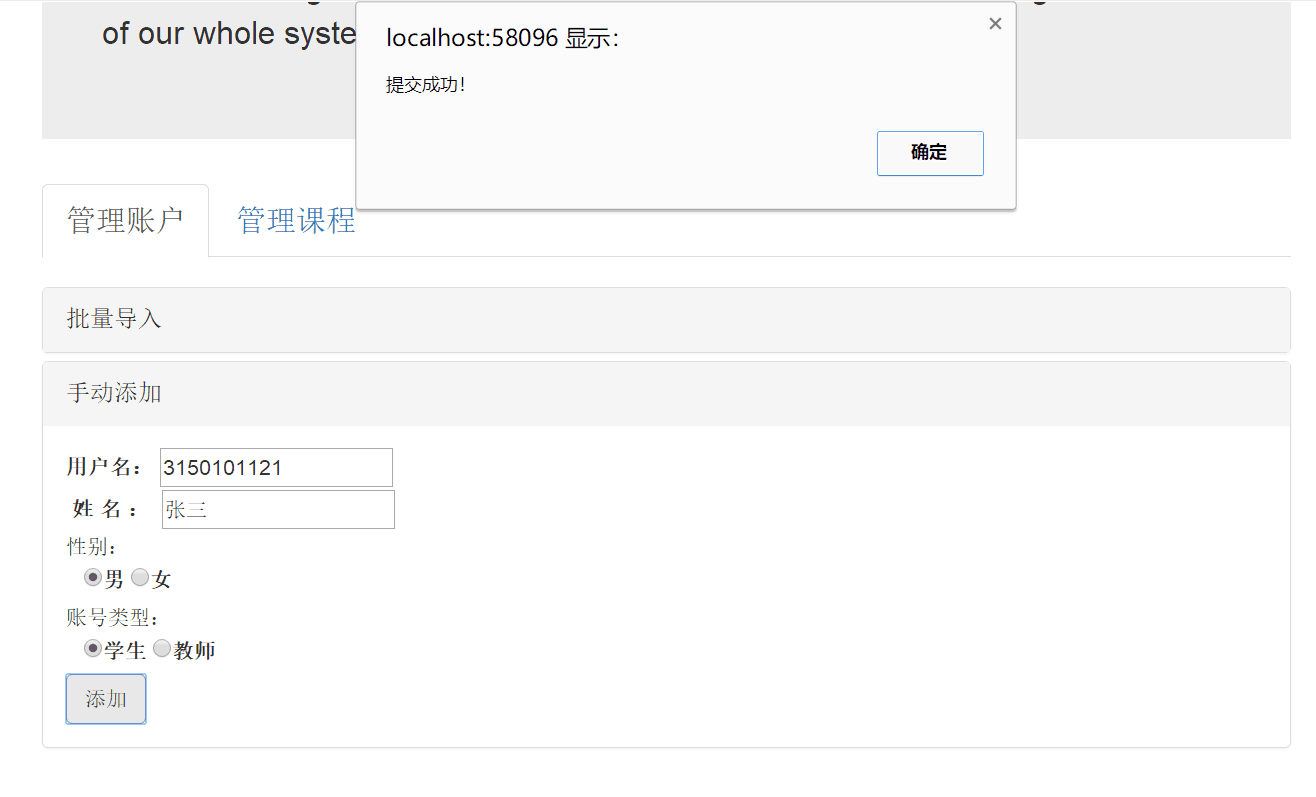 of our whole syste
localhost:58096 显示：
提交成功！
确定
管理账户 管理课程
批量导入
手动添加
用户名： 3150101121
姓 名 ： 张三
性别：
男 女
账号类型：
学生 教师
添加